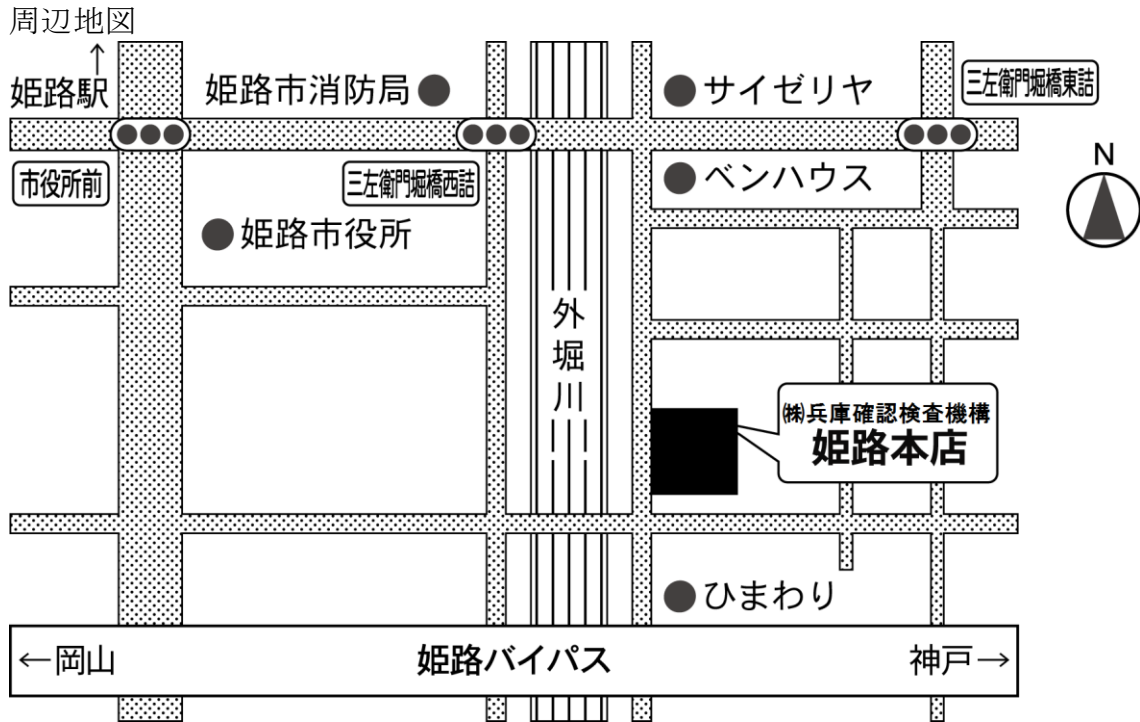 周辺地図
↑
姫路駅
姫路市消防局
サイゼリヤ
三左衛門堀橋東詰
市役所前
三左衛門堀橋西詰
ベンハウス
N
姫路市役所
外堀川
㈱兵庫確認検査機構
姫路本店
ひまわり
←岡山
姫路バイパス
神戸→